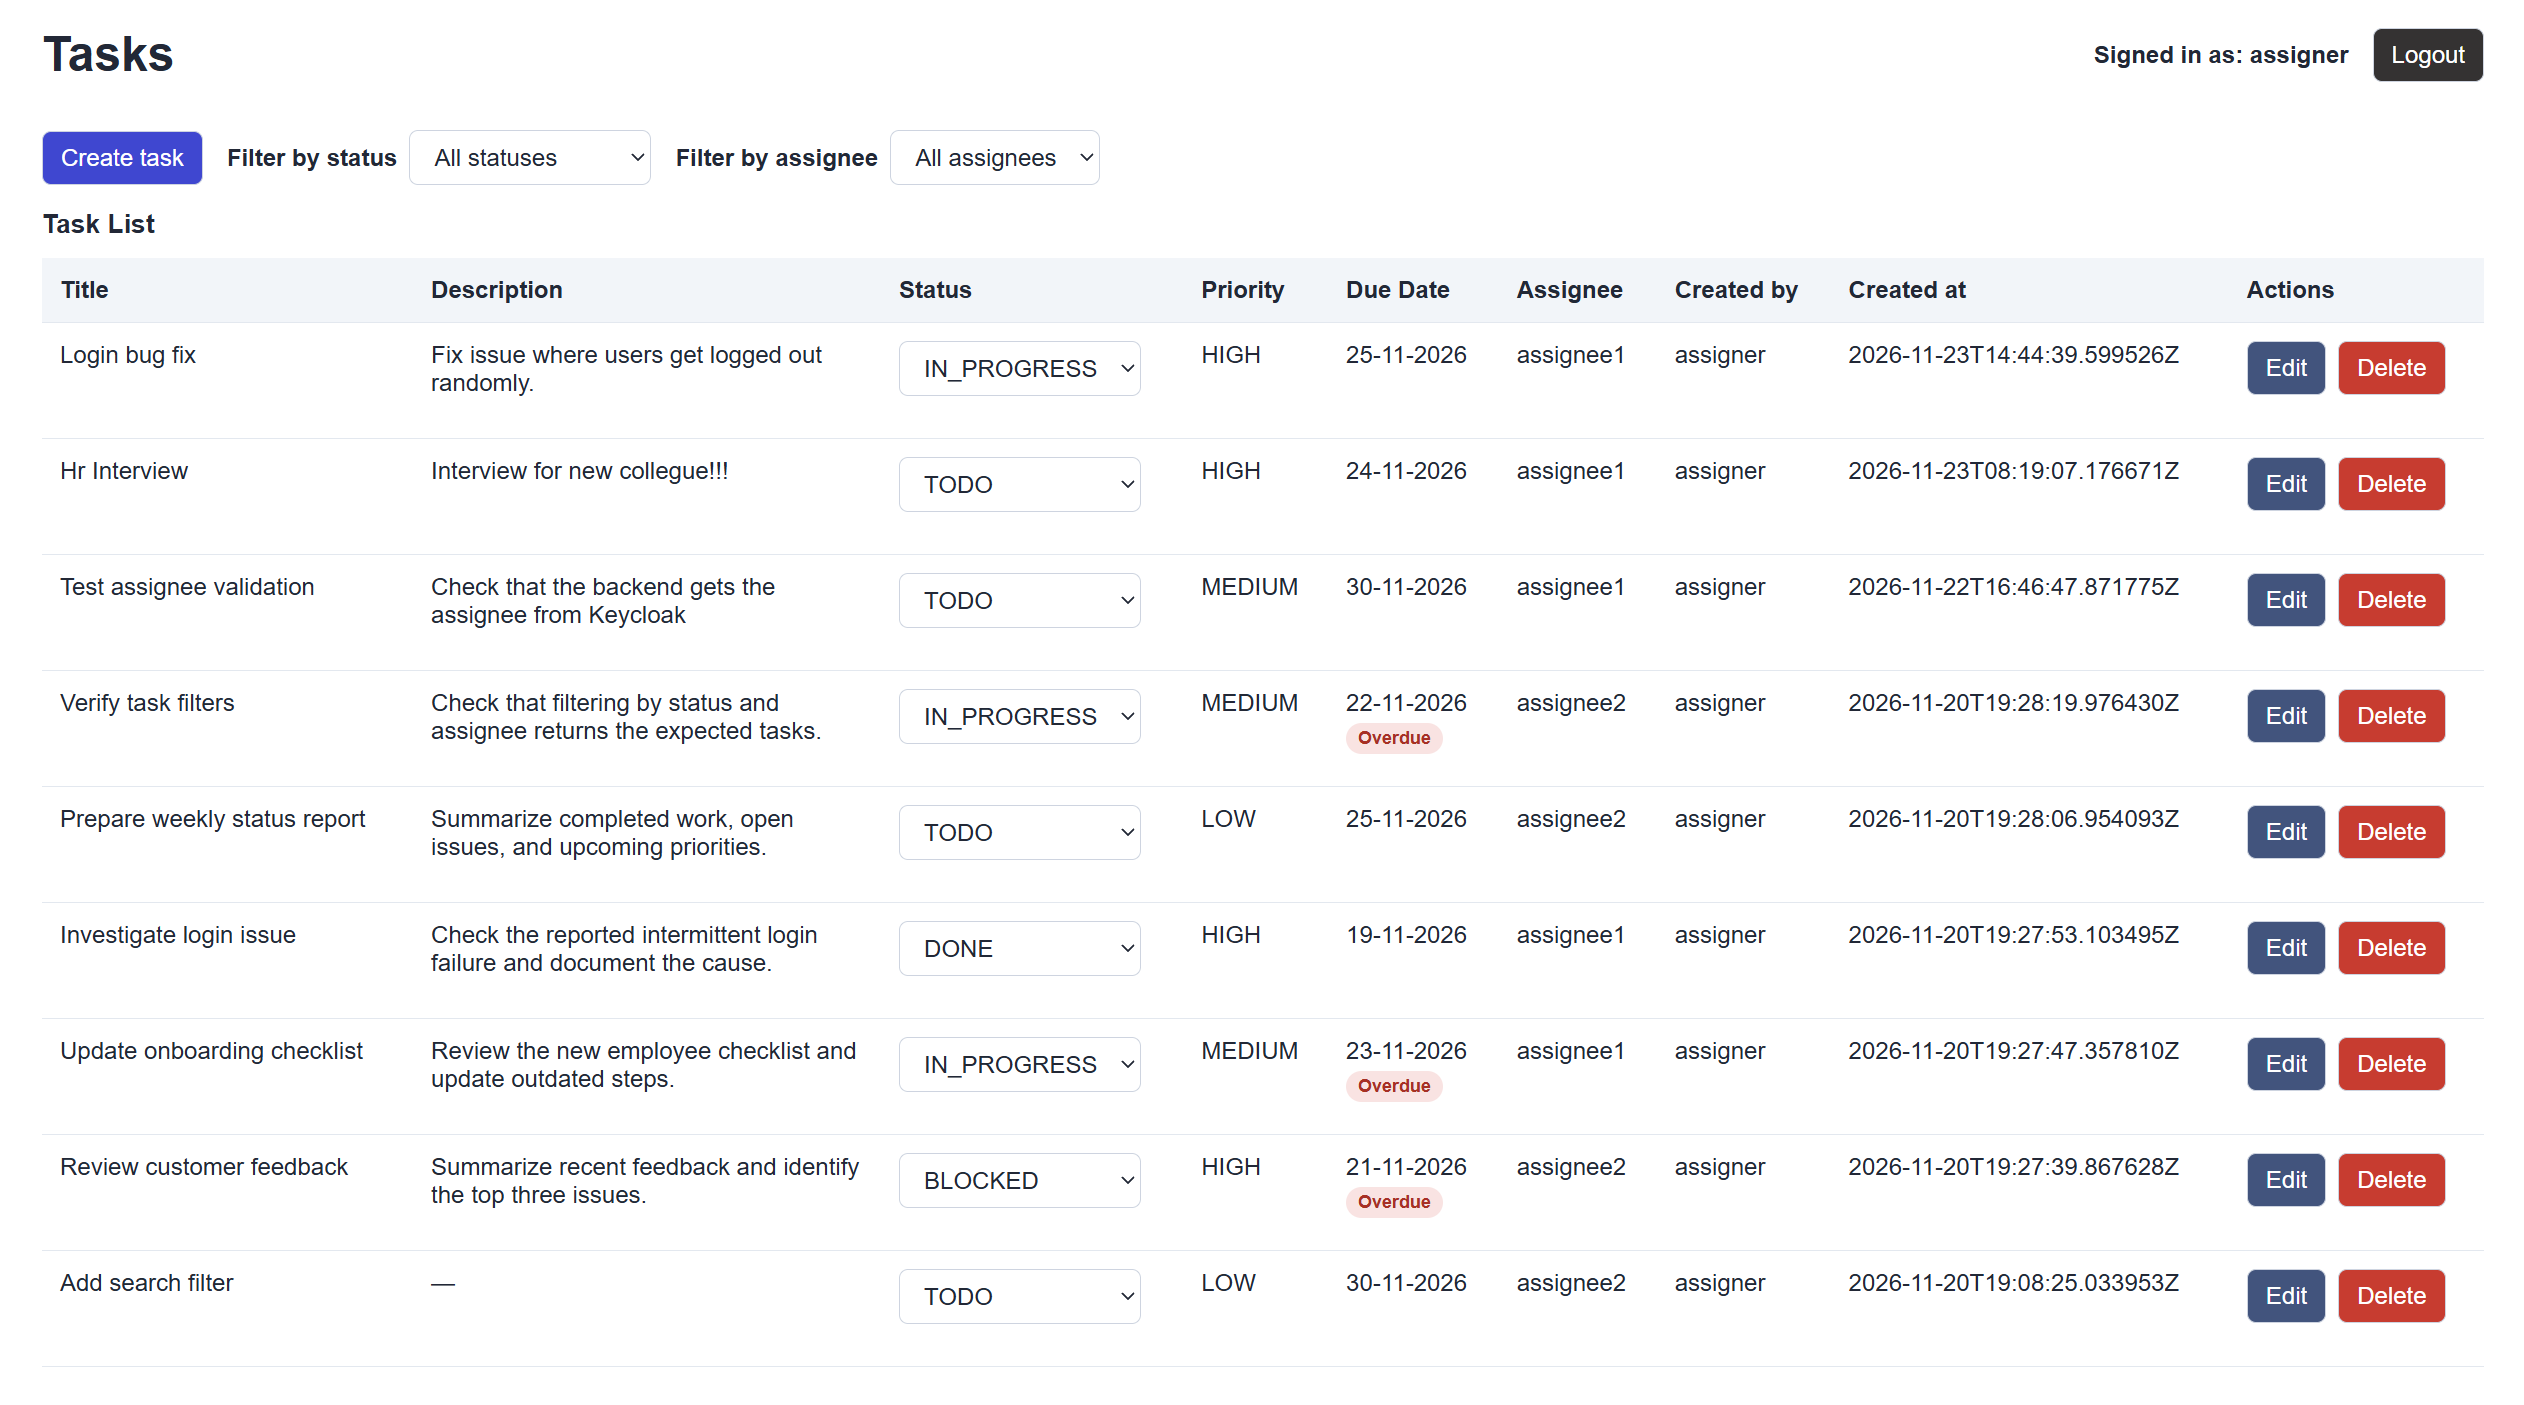 Tasks
Signed in as: assigner Logout
Create task Filter by status All statuses Filter by assignee All assignees
Task List
Title Description Status Priority Due Date Assignee Created by Created at Actions
Login bug fix Fix issue where users get logged out IN_PROGRESS HIGH 25-11-2026 assignee1 assigner 2026-11-23T14:44:39.599526Z Edit Delete
randomly.
Hr Interview Interview for new collegue!!! TODO HIGH 24-11-2026 assignee1 assigner 2026-11-23T08:19:07.176671Z Edit Delete
Test assignee validation Check that the backend gets the TODO MEDIUM 30-11-2026 assignee1 assigner 2026-11-22T16:46:47.871775Z Edit Delete
assignee from Keycloak
Verify task filters Check that filtering by status and IN_PROGRESS MEDIUM 22-11-2026 assignee2 assigner 2026-11-20T19:28:19.976430Z Edit Delete
assignee returns the expected tasks. Overdue
Prepare weekly status report Summarize completed work, open TODO LOW 25-11-2026 assignee2 assigner 2026-11-20T19:28:06.954093Z Edit Delete
issues, and upcoming priorities.
Investigate login issue Check the reported intermittent login DONE HIGH 19-11-2026 assignee1 assigner 2026-11-20T19:27:53.103495Z Edit Delete
failure and document the cause.
Update onboarding checklist Review the new employee checklist and IN_PROGRESS MEDIUM 23-11-2026 assignee1 assigner 2026-11-20T19:27:47.357810Z Edit Delete
update outdated steps. Overdue
Review customer feedback Summarize recent feedback and identify BLOCKED HIGH 21-11-2026 assignee2 assigner 2026-11-20T19:27:39.867628Z Edit Delete
the top three issues. Overdue
Add search filter — TODO LOW 30-11-2026 assignee2 assigner 2026-11-20T19:08:25.033953Z Edit Delete